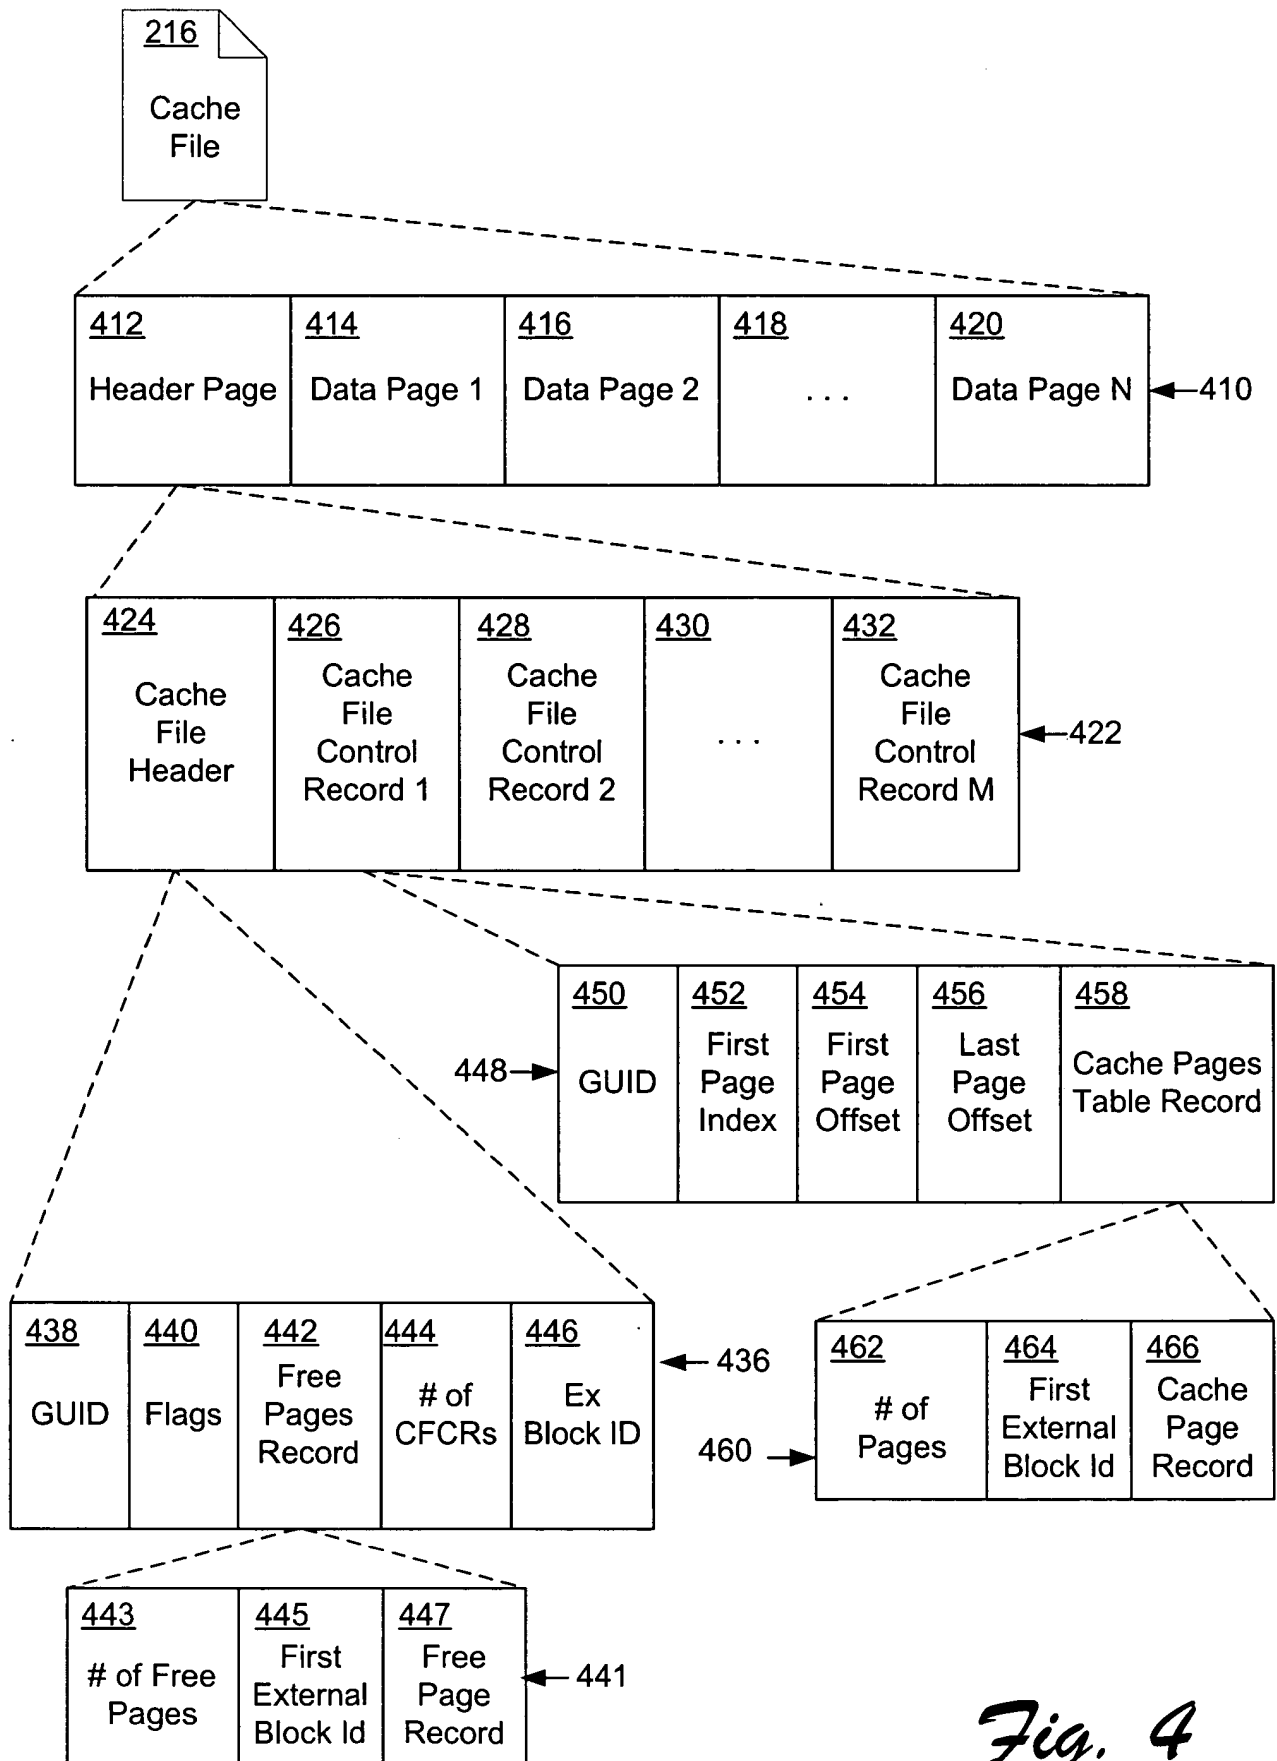 216
Cache
File
412
Header Page
414
Data Page 1
416
Data Page 2
418
. . .
420
Data Page N
410
424
Cache
File
Header
426
Cache
File
Control
Record 1
428
Cache
File
Control
Record 2
430
. . .
432
Cache
File
Control
Record M
422
448
450
GUID
452
First
Page
Index
454
First
Page
Offset
456
Last
Page
Offset
458
Cache Pages
Table Record
438
GUID
440
Flags
442
Free
Pages
Record
444
# of
CFCRs
446
Ex
Block ID
436
460
462
# of
Pages
464
First
External
Block Id
466
Cache
Page
Record
443
# of Free
Pages
445
First
External
Block Id
447
Free
Page
Record
441
Fig. 4